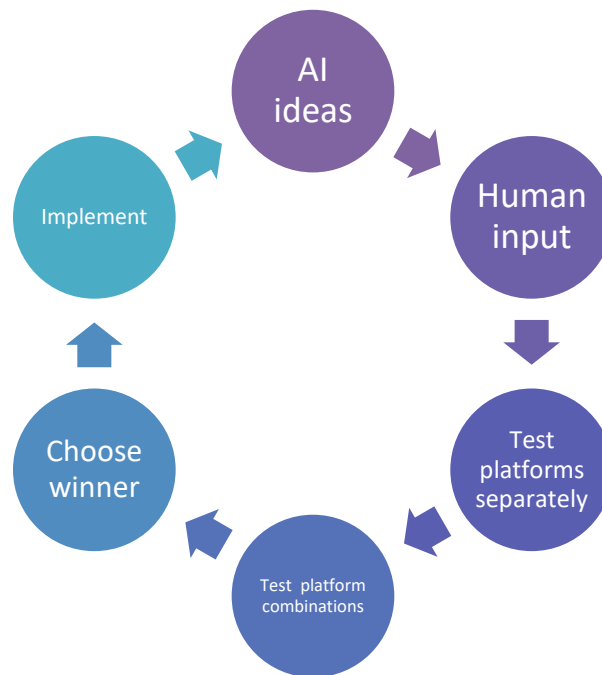 AI
ideas
Human
input
Test
platforms
separately
Test platform
combinations
Choose
winner
Implement